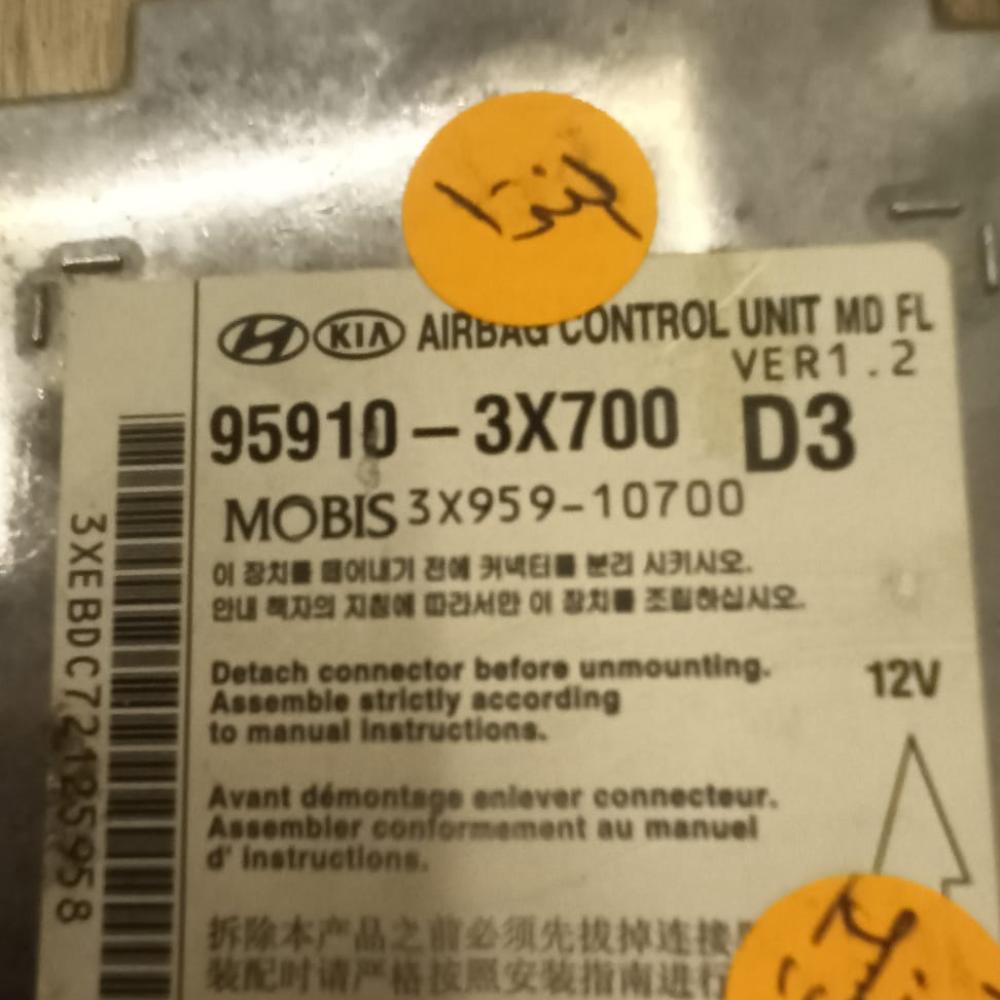 KIA AIRBAG CONTROL UNIT MD FL
VER1.2
95910-3X700 D3
MOBIS 3X959-10700
이 장치를 떼어내기 전에 커넥터를 분리 시키시오.
안내 책자의 지침에 따라서만 이 장치를 조립하십시오.
Detach connector before unmounting.
Assemble strictly according
to manual instructions.
12V
Avant démontage enlever connecteur.
Assembler conformement au manuel
d' instructions.
拆除本产品之前必须先拔掉连接
装配时请严格按照安装指南进行
3XEBDC72185958